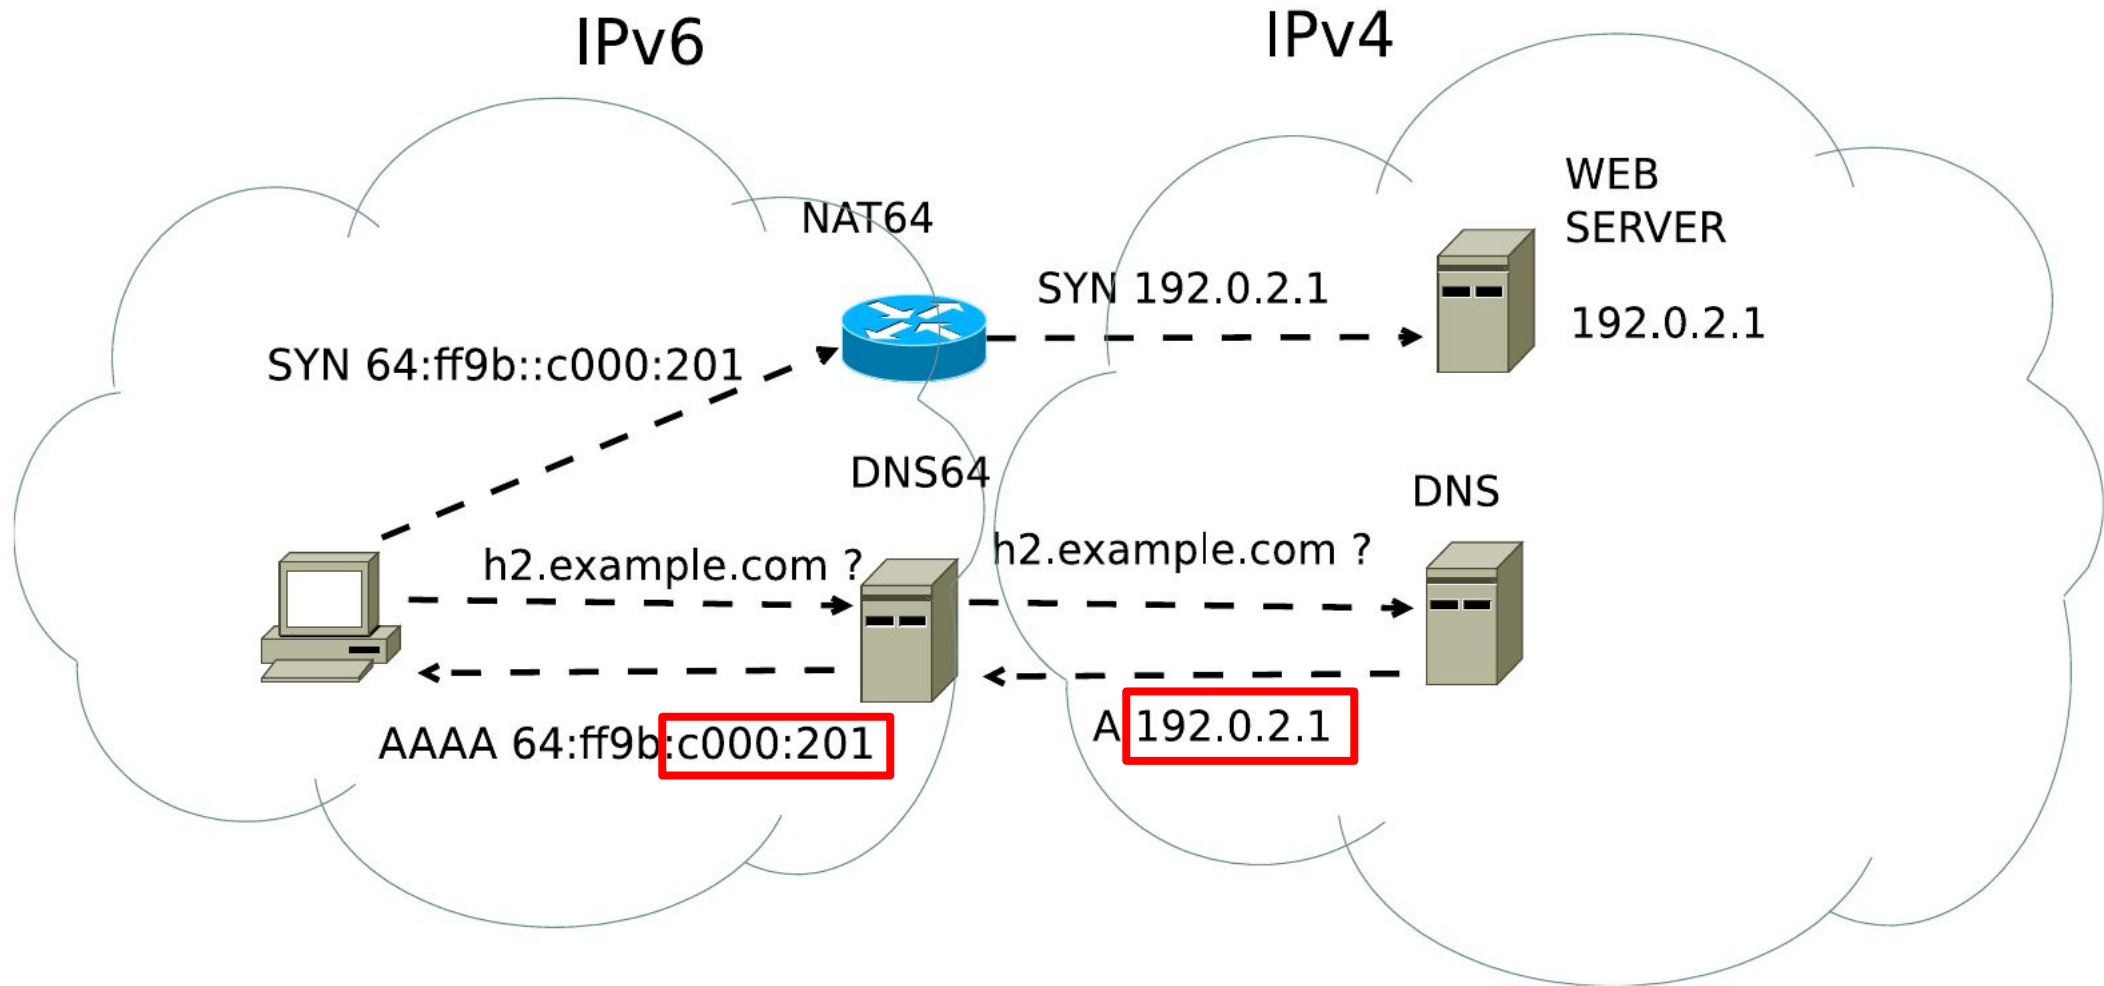 IPv6
IPv4
WEB
SERVER
NAT64
SYN 192.0.2.1
192.0.2.1
SYN 64:ff9b::c000:201
DNS64
DNS
h2.example.com ?
h2.example.com ?
AAAA 64:ff9b:c000:201
A 192.0.2.1